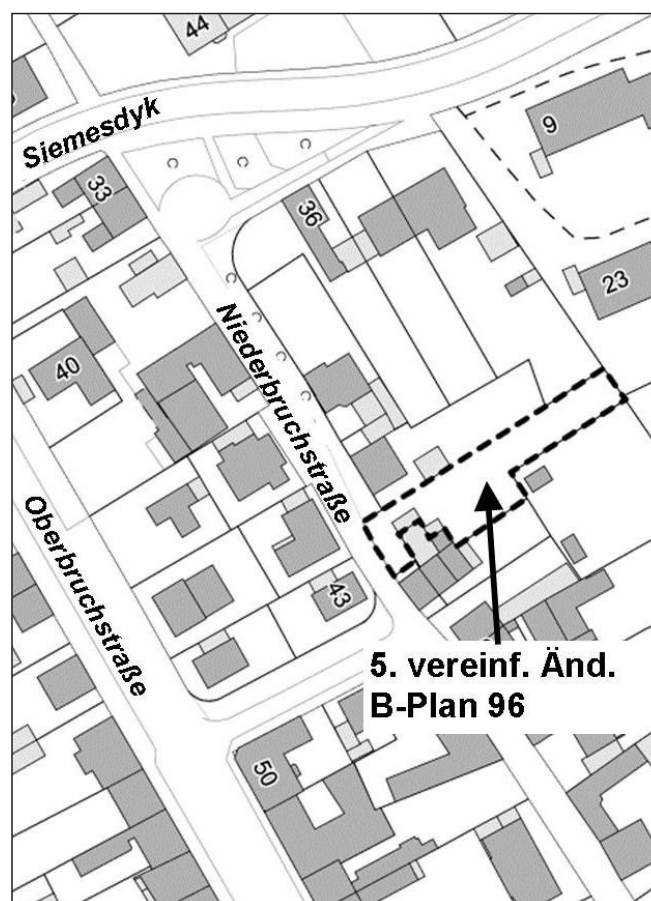 44
Siemesdyk
9
C
C
C
33
36
C
23
Niederbruchstraße
C
40
C
C
Oberbruchstraße
43
5. vereinf. Änd.
B-Plan 96
50